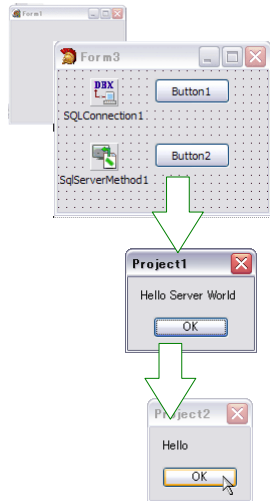 Form1
Form3
DBX
Button1
SQLConnection1
Button2
SqlServerMethod1
Project1
Hello Server World
OK
Project2
Hello
OK